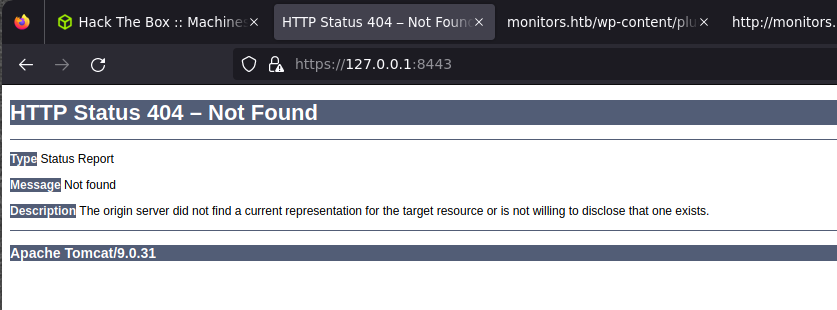 Hack The Box :: Machines
HTTP Status 404 – Not Foun
monitors.htb/wp-content/plu
http://monitors.
https://127.0.0.1:8443
HTTP Status 404 – Not Found
Type Status Report
Message Not found
Description The origin server did not find a current representation for the target resource or is not willing to disclose that one exists.
Apache Tomcat/9.0.31